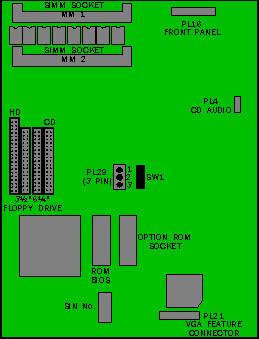 SIMM SOCKET
MM 1
SIMM SOCKET
MM 2
PL16
FRONT PANEL
PL4
CD AUDIO
HD
CD
PL29
(3 PIN)
1
2
3
SW1
3½" 5¼"
FLOPPY DRIVE
OPTION ROM
SOCKET
ROM
BIOS
SIN No.
PL21
VGA FEATURE
CONNECTOR